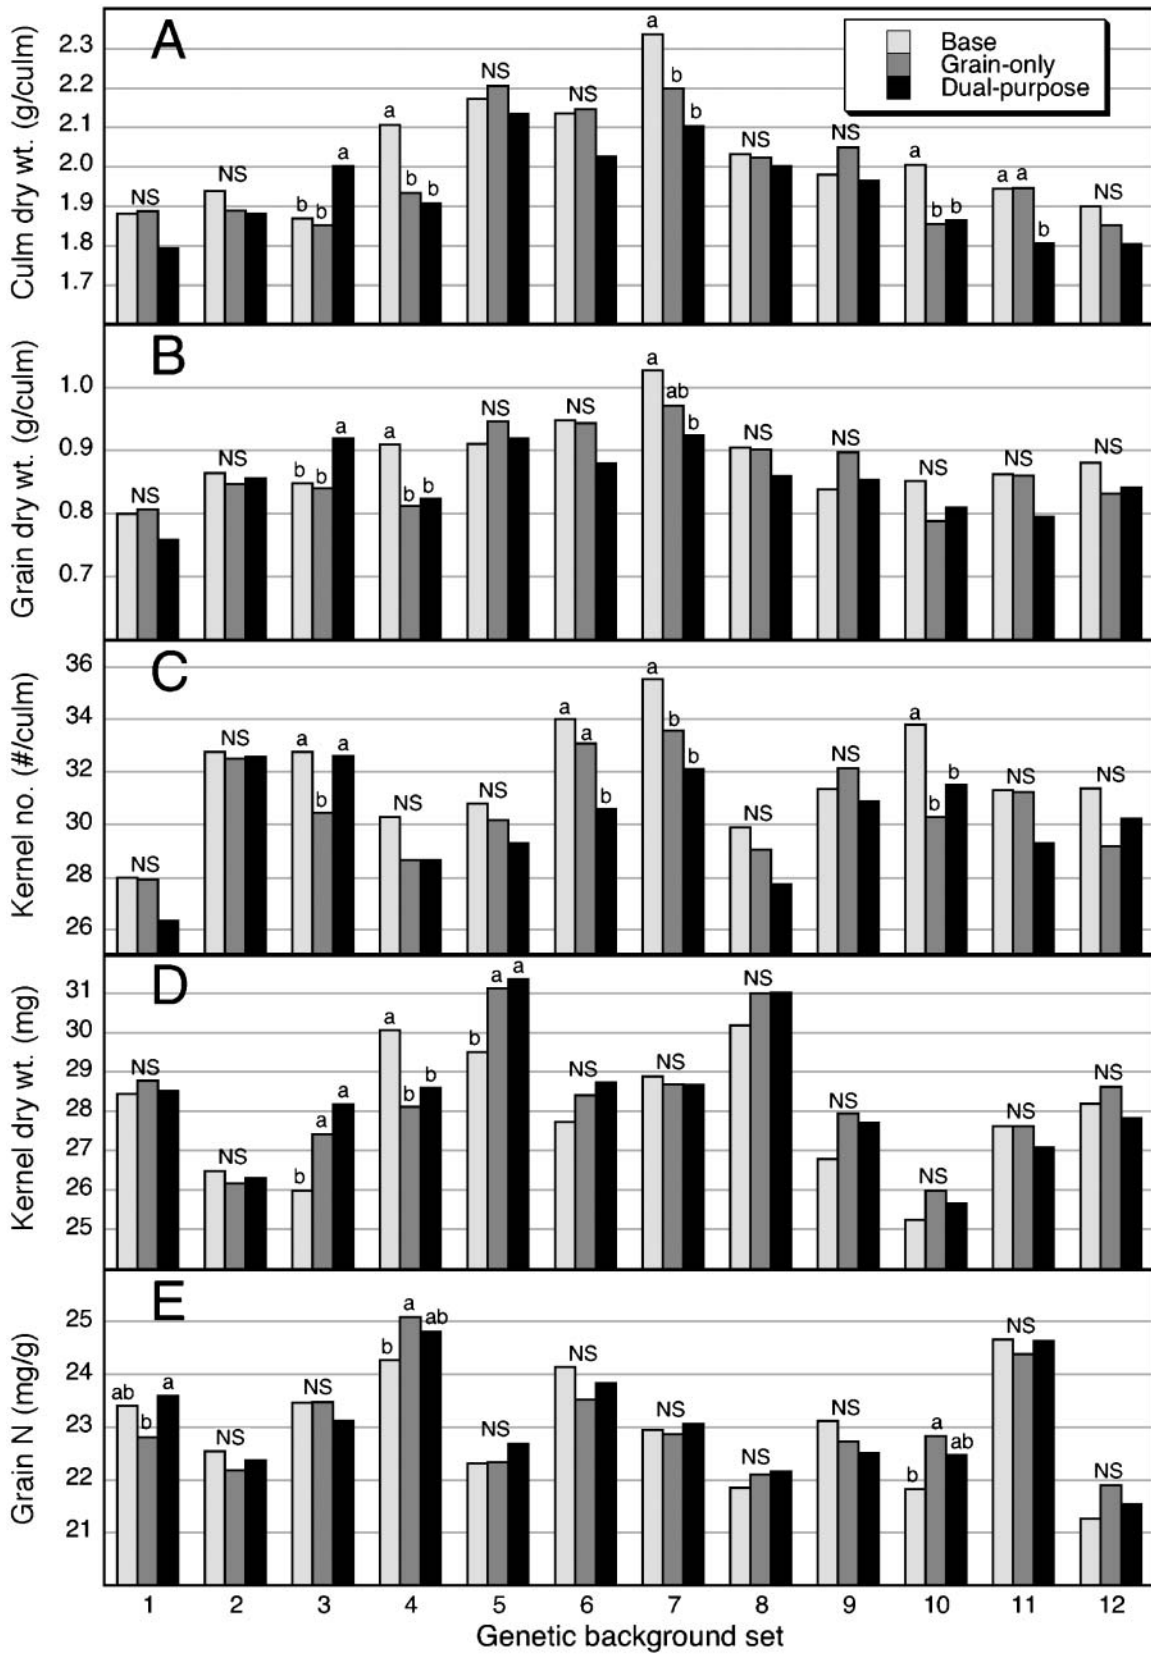 A
Base
Grain-only
Dual-purpose
Culm dry wt. (g/culm)
2.3
2.2
2.1
2.0
1.9
1.8
1.7
NS
NS
b b a
a b b
NS
NS
a b b
NS
NS
a b b
a a b
NS
B
Grain dry wt. (g/culm)
1.0
0.9
0.8
0.7
NS
NS
b b a
a b b
NS
NS
a ab b
NS
NS
NS
NS
NS
C
Kernel no. (#/culm)
36
34
32
30
28
26
NS
NS
a b a
NS
NS
a a b
a b b
NS
NS
a b b
NS
NS
D
Kernel dry wt. (mg)
31
30
29
28
27
26
25
NS
NS
b a a
a b b
b a a
NS
NS
NS
NS
NS
NS
NS
E
Grain N (mg/g)
25
24
23
22
21
ab b a
NS
NS
b a ab
NS
NS
NS
NS
NS
b a ab
NS
NS
1 2 3 4 5 6 7 8 9 10 11 12
Genetic background set